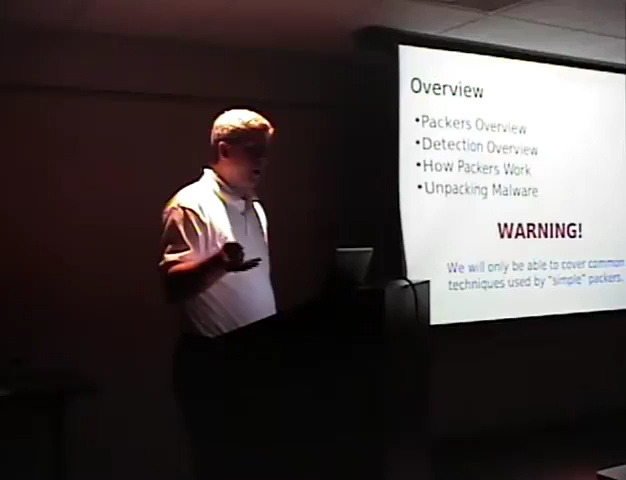 Overview
•Packers Overview
•Detection Overview
•How Packers Work
•Unpacking Malware
WARNING!
We will only be able to cover common
techniques used by "simple" packers.